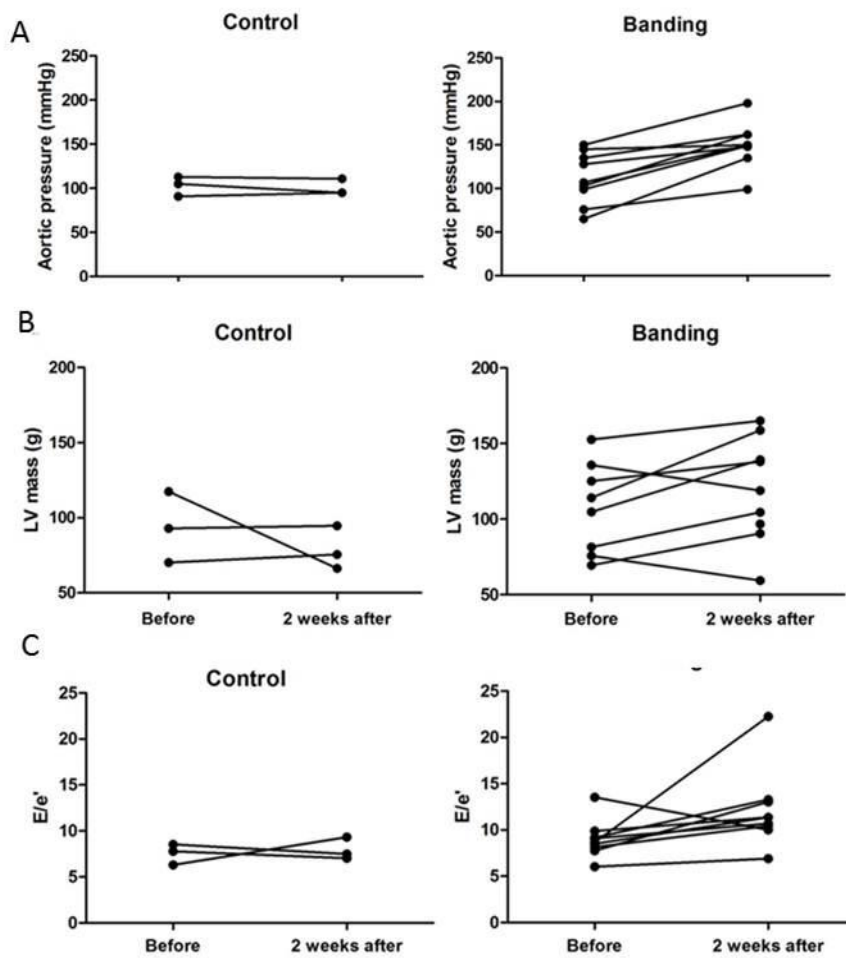 A
Control
Banding
Aortic pressure (mmHg)
250
200
150
100
50
0
Aortic pressure (mmHg)
250
200
150
100
50
0
B
Control
Banding
LV mass (g)
200
150
100
50
Before
2 weeks after
LV mass (g)
200
150
100
50
Before
2 weeks after
C
Control
E/e'
25
20
15
10
5
0
Before
2 weeks after
E/e'
25
20
15
10
5
0
Before
2 weeks after